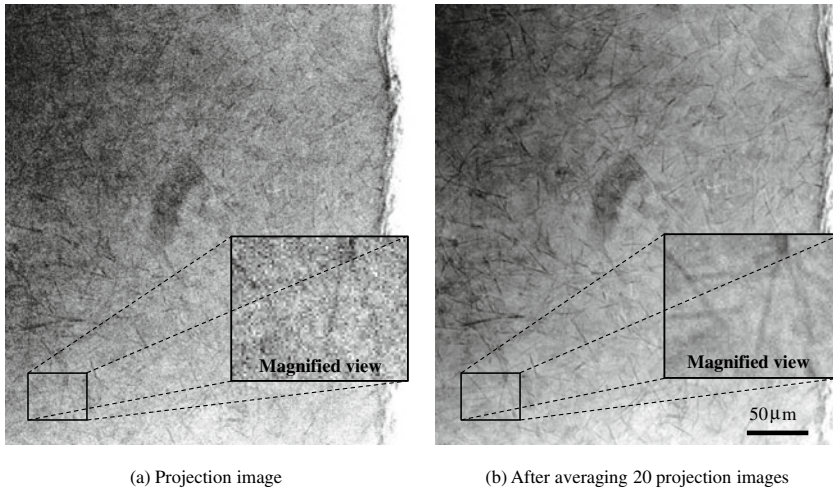 Magnified view
Magnified view
50μm
(a) Projection image
(b) After averaging 20 projection images